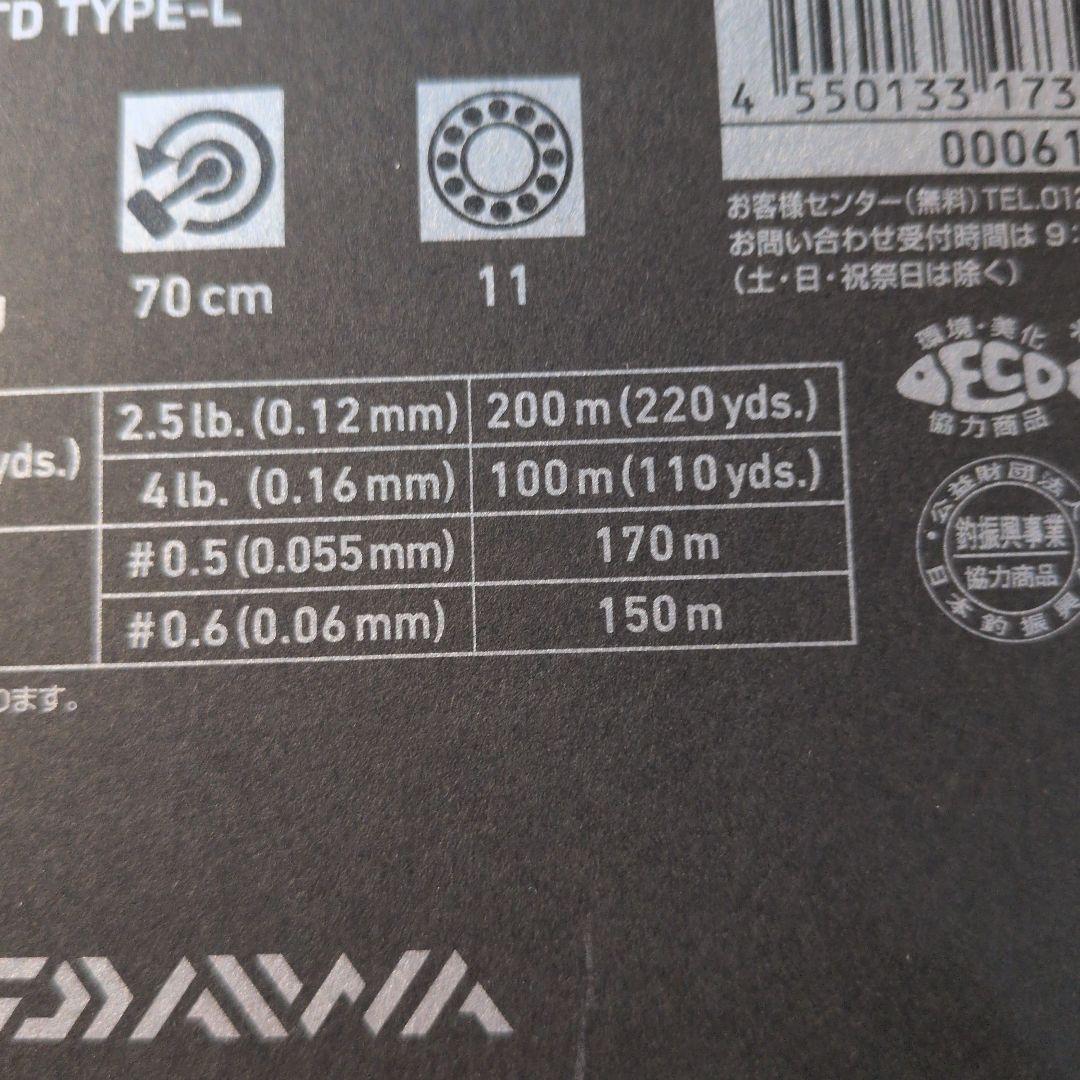 TD TYPE-L
4 550133 173
00061
お客様センター(無料)TEL.012
お問い合わせ受付時間は 9:
(土・日・祝祭日は除く)
70 cm
11
g
環境・美化
DECO
協力商品
yds.)
2.5 lb. (0.12 mm) 200 m (220 yds.)
4 lb. (0.16 mm) 100 m (110 yds.)
#0.5 (0.055 mm) 170 m
#0.6 (0.06 mm) 150 m
公益財団法人
釣振興事業
協力商品
日本釣振興
ります。
DAIWA